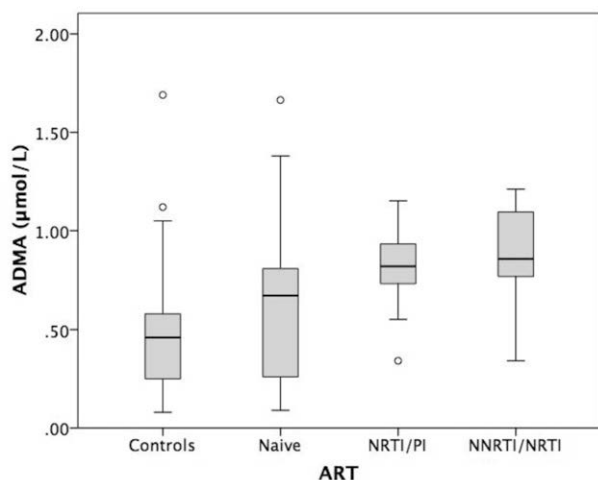 2.00
1.50
1.00
.50
.00
ADMA (µmol/L)
Controls Naive NRTI/PI NNRTI/NRTI
ART